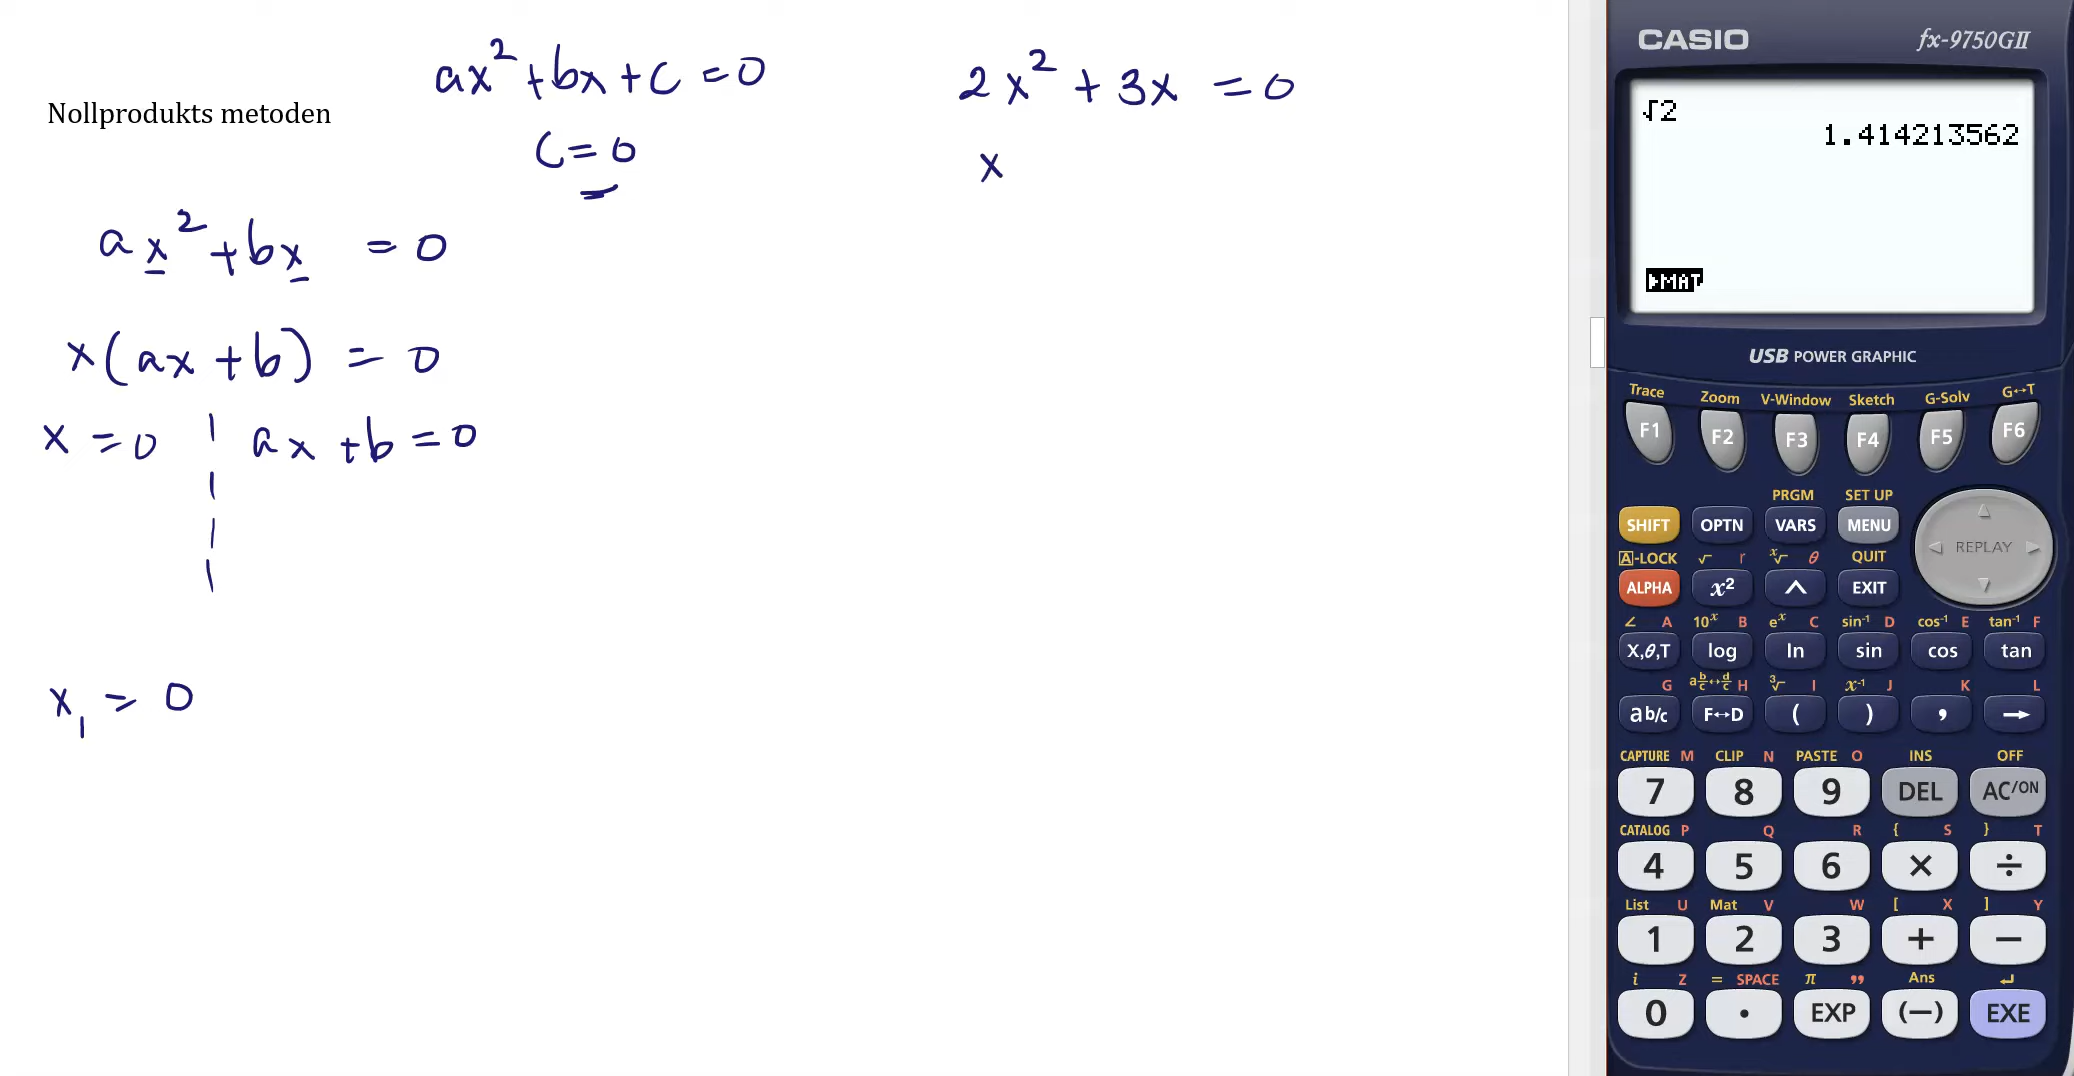 Nollprodukts metoden
ax² + bx + c = 0
c = 0
ax² + bx = 0
x(ax + b) = 0
x = 0 | ax + b = 0
x₁ = 0
2x² + 3x = 0
x
CASIO fx-9750GII
√2
1.414213562
▶MAT
USB POWER GRAPHIC
Trace Zoom V-Window Sketch G-Solv G↔T
F1 F2 F3 F4 F5 F6
PRGM SET UP
SHIFT OPTN VARS MENU
A-LOCK √ r ˣ√ θ QUIT
REPLAY
ALPHA x² ^ EXIT
∠ A 10ˣ B eˣ C sin⁻¹ D cos⁻¹ E tan⁻¹ F
X,θ,T log ln sin cos tan
G a b/c↔d/c H ³√ I x⁻¹ J K L
a b/c F↔D ( ) , →
CAPTURE M CLIP N PASTE O INS OFF
7 8 9 DEL AC/ON
CATALOG P Q R { S } T
4 5 6 × ÷
List U Mat V W [ X ] Y
1 2 3 + −
i Z = SPACE π ” Ans ↵
0 . EXP (−) EXE